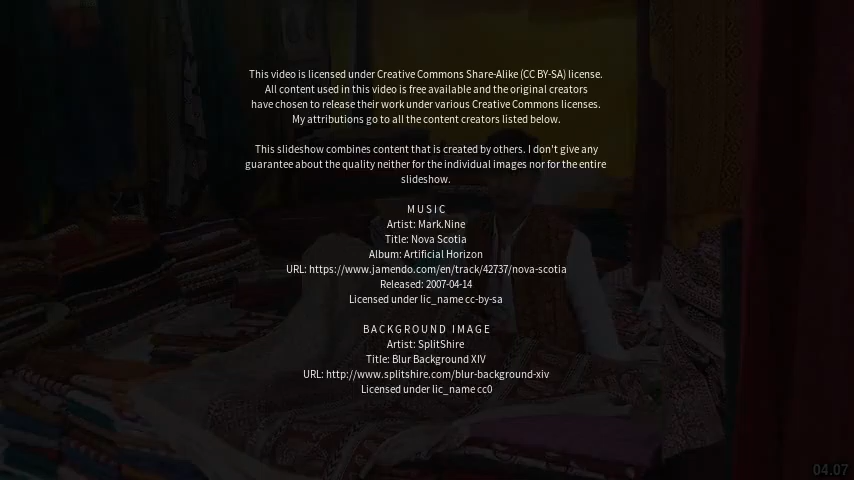 This video is licensed under Creative Commons Share-Alike (CC BY-SA) license.
All content used in this video is free available and the original creators
have chosen to release their work under various Creative Commons licenses.
My attributions go to all the content creators listed below.
This slideshow combines content that is created by others. I don't give any
guarantee about the quality neither for the individual images nor for the entire
slideshow.
MUSIC
Artist: Mark.Nine
Title: Nova Scotia
Album: Artificial Horizon
URL: https://www.jamendo.com/en/track/42737/nova-scotia
Released: 2007-04-14
Licensed under lic_name cc-by-sa
BACKGROUND IMAGE
Artist: SplitShire
Title: Blur Background XIV
URL: http://www.splitshire.com/blur-background-xiv
Licensed under lic_name cc0
04.07